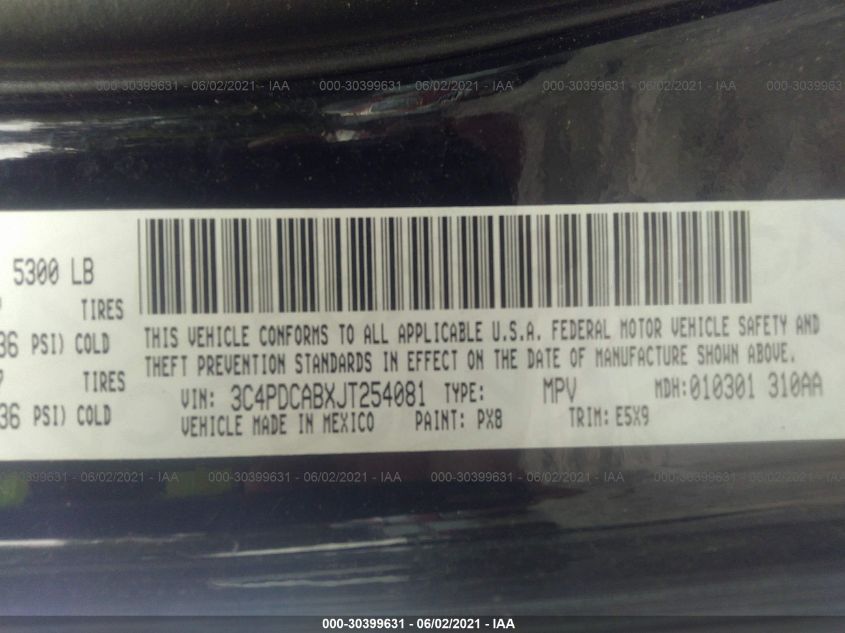 000-30399631 - 06/02/2021 - IAA 000-30399631 - 06/02/2021 - IAA 000-30399631 - 06/02/2021 - IAA 000-30399631
5300 LB
TIRES
36 PSI) COLD
TIRES
36 PSI) COLD
THIS VEHICLE CONFORMS TO ALL APPLICABLE U.S.A. FEDERAL MOTOR VEHICLE SAFETY AND
THEFT PREVENTION STANDARDS IN EFFECT ON THE DATE OF MANUFACTURE SHOWN ABOVE.
VIN: 3C4PDCABXJT254081 TYPE: MPV MDH:010301 310AA
VEHICLE MADE IN MEXICO PAINT: PX8 TRIM: E5X9
000-30399631 - 06/02/2021 - IAA 000-30399631 - 06/02/2021 - IAA 000-30399631 - 06/02/2021 - IAA 000-30399631
000-30399631 - 06/02/2021 - IAA